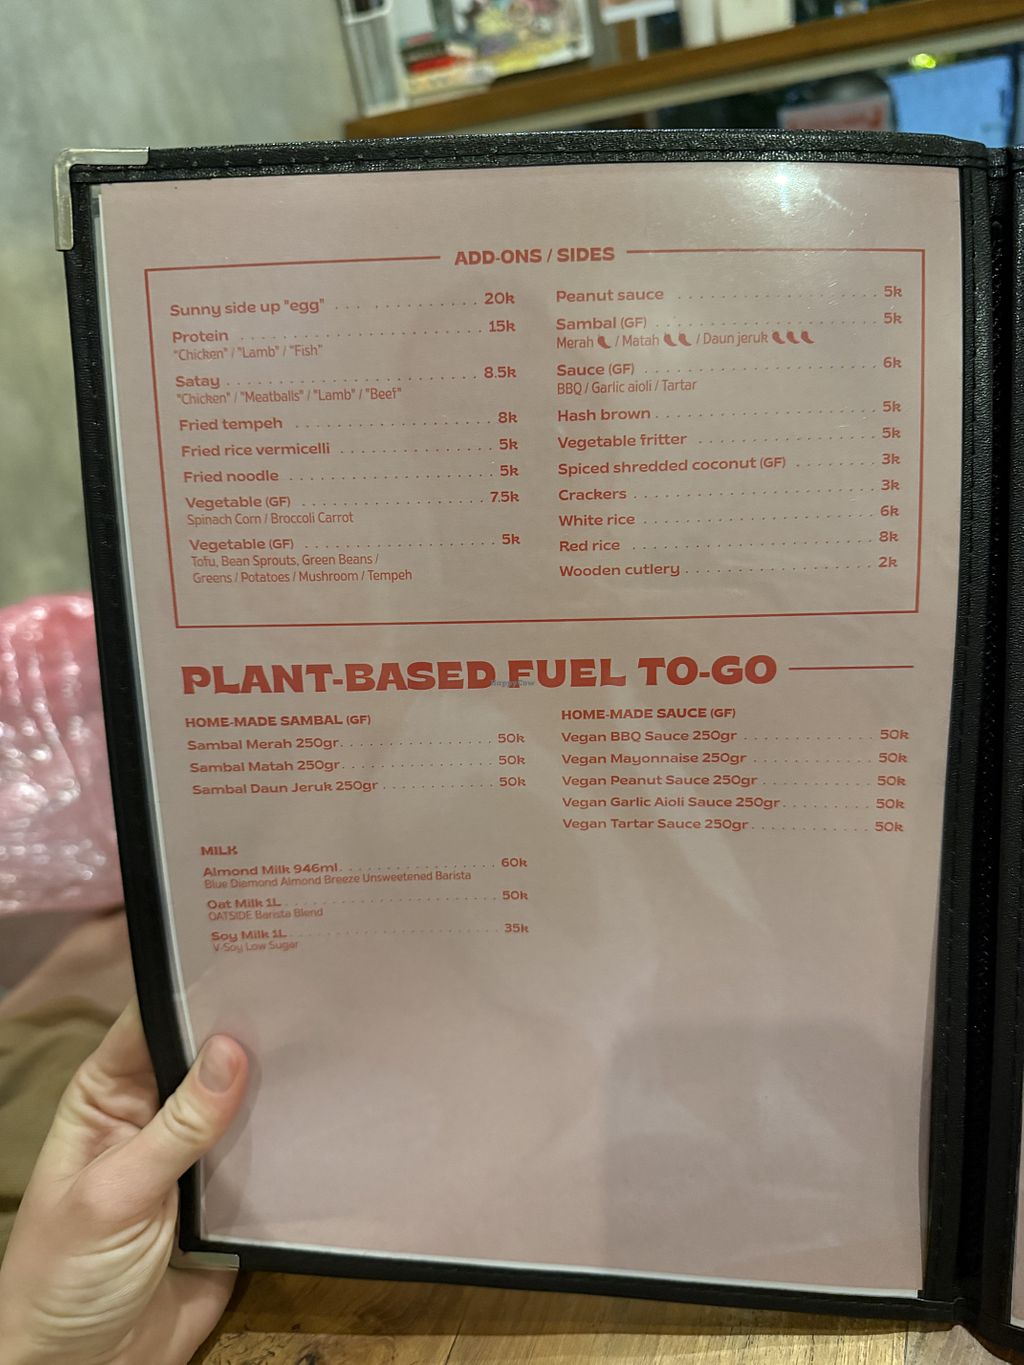 ADD-ONS / SIDES
Sunny side up "egg" 20k
Protein 15k
"Chicken" / "Lamb" / "Fish"
Satay 8.5k
"Chicken" / "Meatballs" / "Lamb" / "Beef"
Fried tempeh 8k
Fried rice vermicelli 5k
Fried noodle 5k
Vegetable (GF) 7.5k
Spinach Corn / Broccoli Carrot
Vegetable (GF) 5k
Tofu, Bean Sprouts, Green Beans /
Greens / Potatoes / Mushroom / Tempeh
Peanut sauce 5k
Sambal (GF) 5k
Merah / Matah / Daun jeruk
Sauce (GF) 6k
BBQ / Garlic aioli / Tartar
Hash brown 5k
Vegetable fritter 5k
Spiced shredded coconut (GF) 3k
Crackers 3k
White rice 6k
Red rice 8k
Wooden cutlery 2k
PLANT-BASED FUEL TO-GO
HappyCow
HOME-MADE SAMBAL (GF)
Sambal Merah 250gr 50k
Sambal Matah 250gr 50k
Sambal Daun Jeruk 250gr 50k
HOME-MADE SAUCE (GF)
Vegan BBQ Sauce 250gr 50k
Vegan Mayonnaise 250gr 50k
Vegan Peanut Sauce 250gr 50k
Vegan Garlic Aioli Sauce 250gr 50k
Vegan Tartar Sauce 250gr 50k
MILK
Almond Milk 946ml 60k
Blue Diamond Almond Breeze Unsweetened Barista
Oat Milk 1L 50k
OATSIDE Barista Blend
Soy Milk 1L 35k
V-Soy Low Sugar